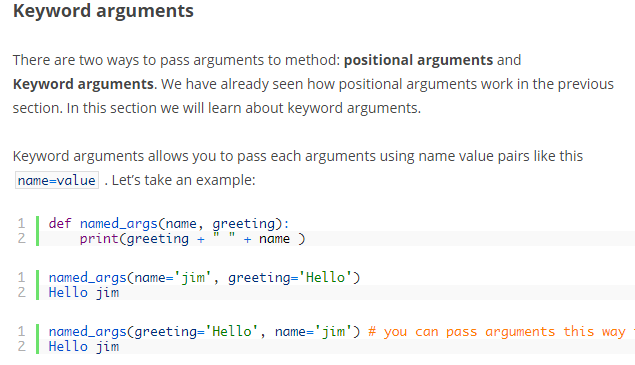 Keyword arguments
There are two ways to pass arguments to method: positional arguments and
Keyword arguments. We have already seen how positional arguments work in the previous
section. In this section we will learn about keyword arguments.
Keyword arguments allows you to pass each arguments using name value pairs like this
name=value . Let’s take an example:
1 def named_args(name, greeting):
2     print(greeting + " " + name )
1 named_args(name='jim', greeting='Hello')
2 Hello jim
1 named_args(greeting='Hello', name='jim') # you can pass arguments this way
2 Hello jim